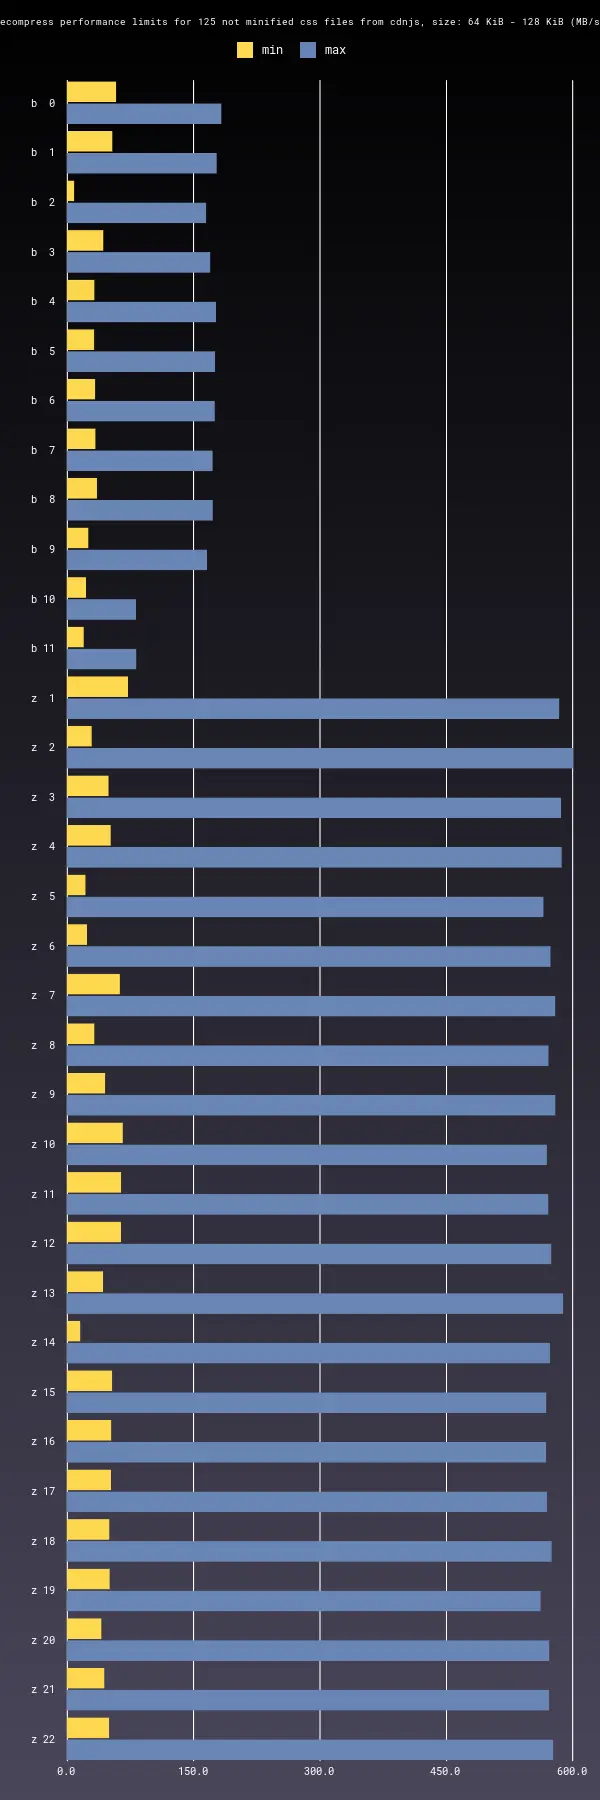 ecompress performance limits for 125 not minified css files from cdnjs, size: 64 KiB - 128 KiB (MB/s
min max
b 0
b 1
b 2
b 3
b 4
b 5
b 6
b 7
b 8
b 9
b 10
b 11
z 1
z 2
z 3
z 4
z 5
z 6
z 7
z 8
z 9
z 10
z 11
z 12
z 13
z 14
z 15
z 16
z 17
z 18
z 19
z 20
z 21
z 22
0.0 150.0 300.0 450.0 600.0